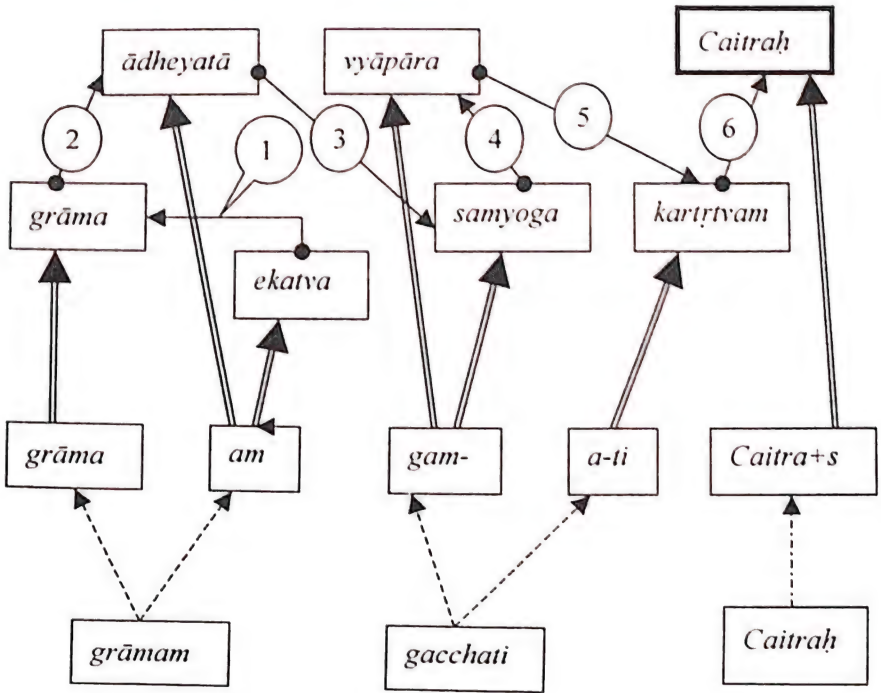 ādheyatā
vyāpāra
Caitraḥ
2
1
3
4
5
6
grāma
samyoga
kartṛtvam
ekatva
grāma
am
gam-
a-ti
Caitra+s
grāmam
gacchati
Caitraḥ